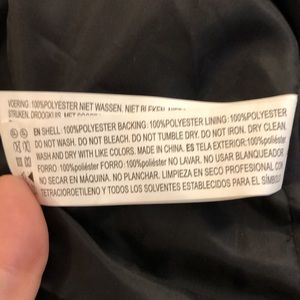 VOERING: 100%POLYESTER NIET WASSEN. NIET BLEKEN.
STRIJKEN. DROOGKUIS. MET
EN SHELL: 100%POLYESTER BACKING: 100%POLYESTER LINING: 100%POLYESTER
DO NOT WASH. DO NOT BLEACH. DO NOT TUMBLE DRY. DO NOT IRON. DRY CLEAN.
WASH AND DRY WITH LIKE COLORS. MADE IN CHINA. ES TELA EXTERIOR: 100%poliéster
FORRO: 100%poliéster FORRO: 100%poliéster NO LAVAR. NO USAR BLANQUEADOR
NO SECAR EN MÁQUINA. NO PLANCHAR. LIMPIEZA EN SECO PROFESIONAL CON
TETRACLOROETILENO Y TODOS LOS SOLVENTES ESTABLECIDOS PARA EL SÍMBOLO